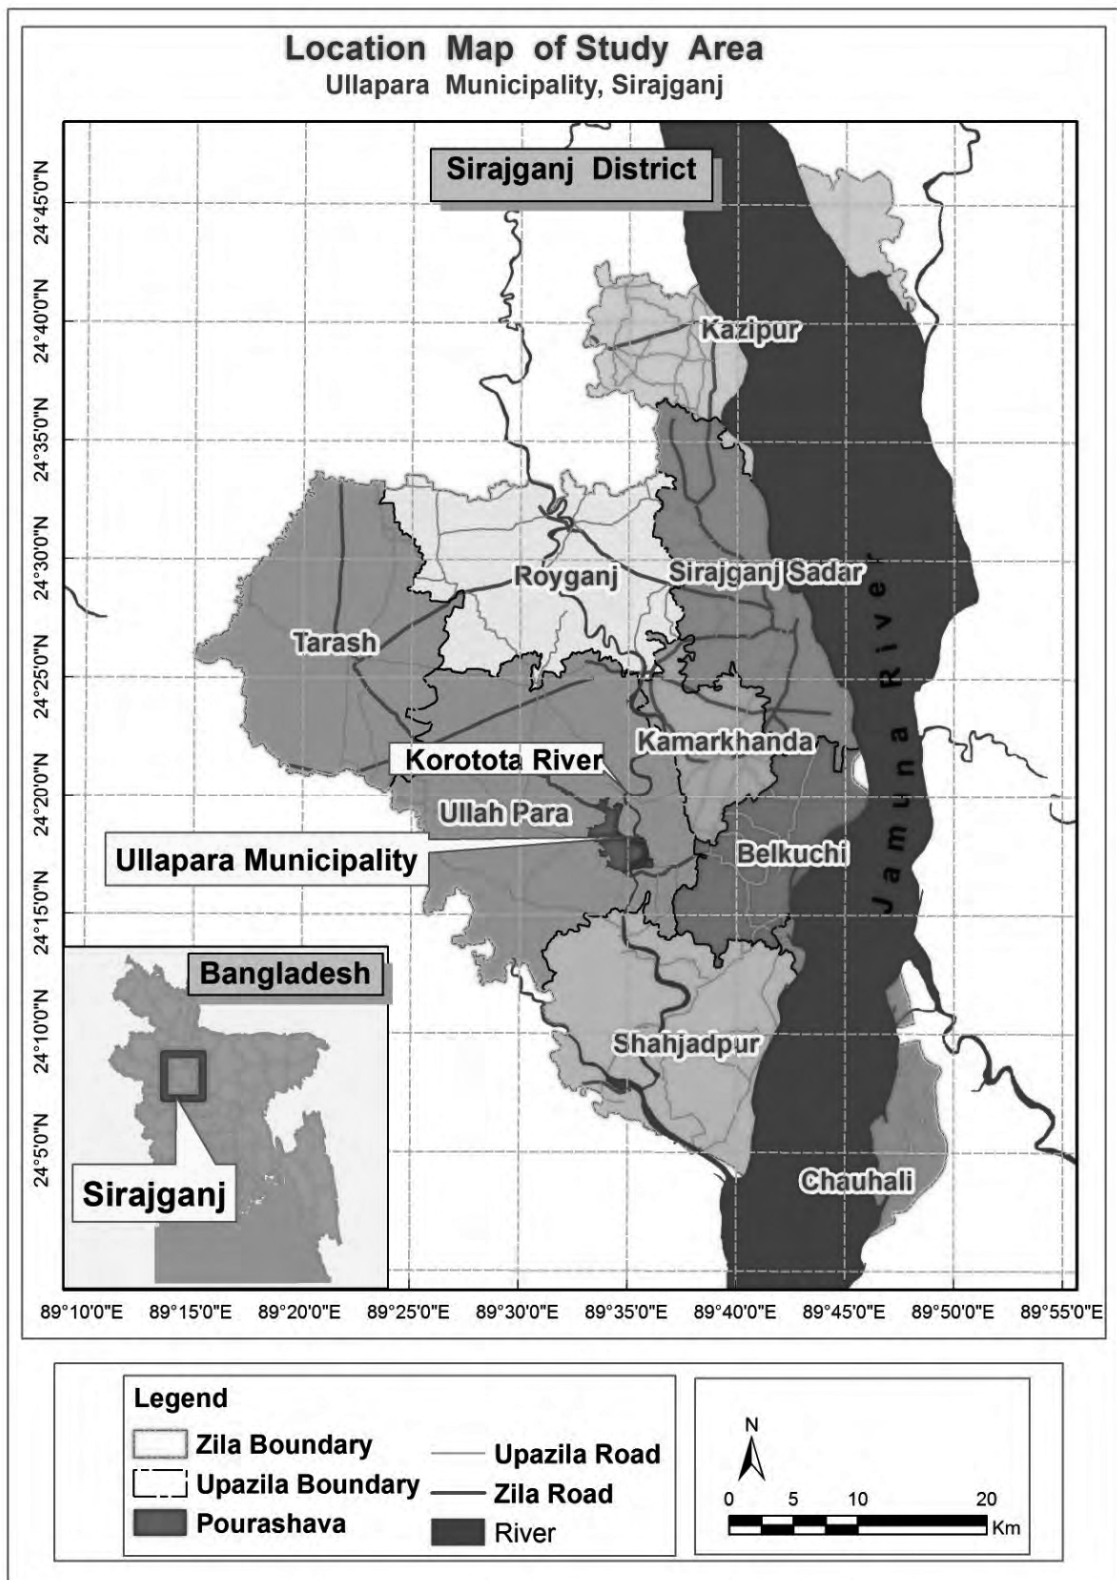 Location Map of Study Area
Ullapara Municipality, Sirajganj
Sirajganj District
24°45'0"N
24°40'0"N
24°35'0"N
24°30'0"N
24°25'0"N
24°20'0"N
24°15'0"N
24°10'0"N
24°5'0"N
Kazipur
Royganj
Sirajganj Sadar
Tarash
Jamuna River
Kamarkhanda
Korotota River
Ullah Para
Ullapara Municipality
Belkuchi
Bangladesh
Shahjadpur
Sirajganj
Chauhali
89°10'0"E 89°15'0"E 89°20'0"E 89°25'0"E 89°30'0"E 89°35'0"E 89°40'0"E 89°45'0"E 89°50'0"E 89°55'0"E
Legend
Zila Boundary
Upazila Boundary
Pourashava
Upazila Road
Zila Road
River
N
0 5 10 20
Km